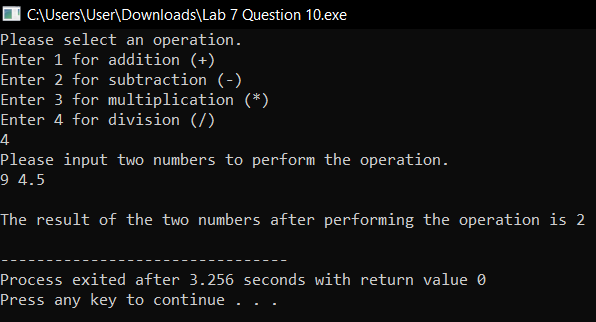 C:\Users\User\Downloads\Lab 7 Question 10.exe
Please select an operation.
Enter 1 for addition (+)
Enter 2 for subtraction (-)
Enter 3 for multiplication (*)
Enter 4 for division (/)
4
Please input two numbers to perform the operation.
9 4.5
The result of the two numbers after performing the operation is 2
--------------------------------
Process exited after 3.256 seconds with return value 0
Press any key to continue . . .